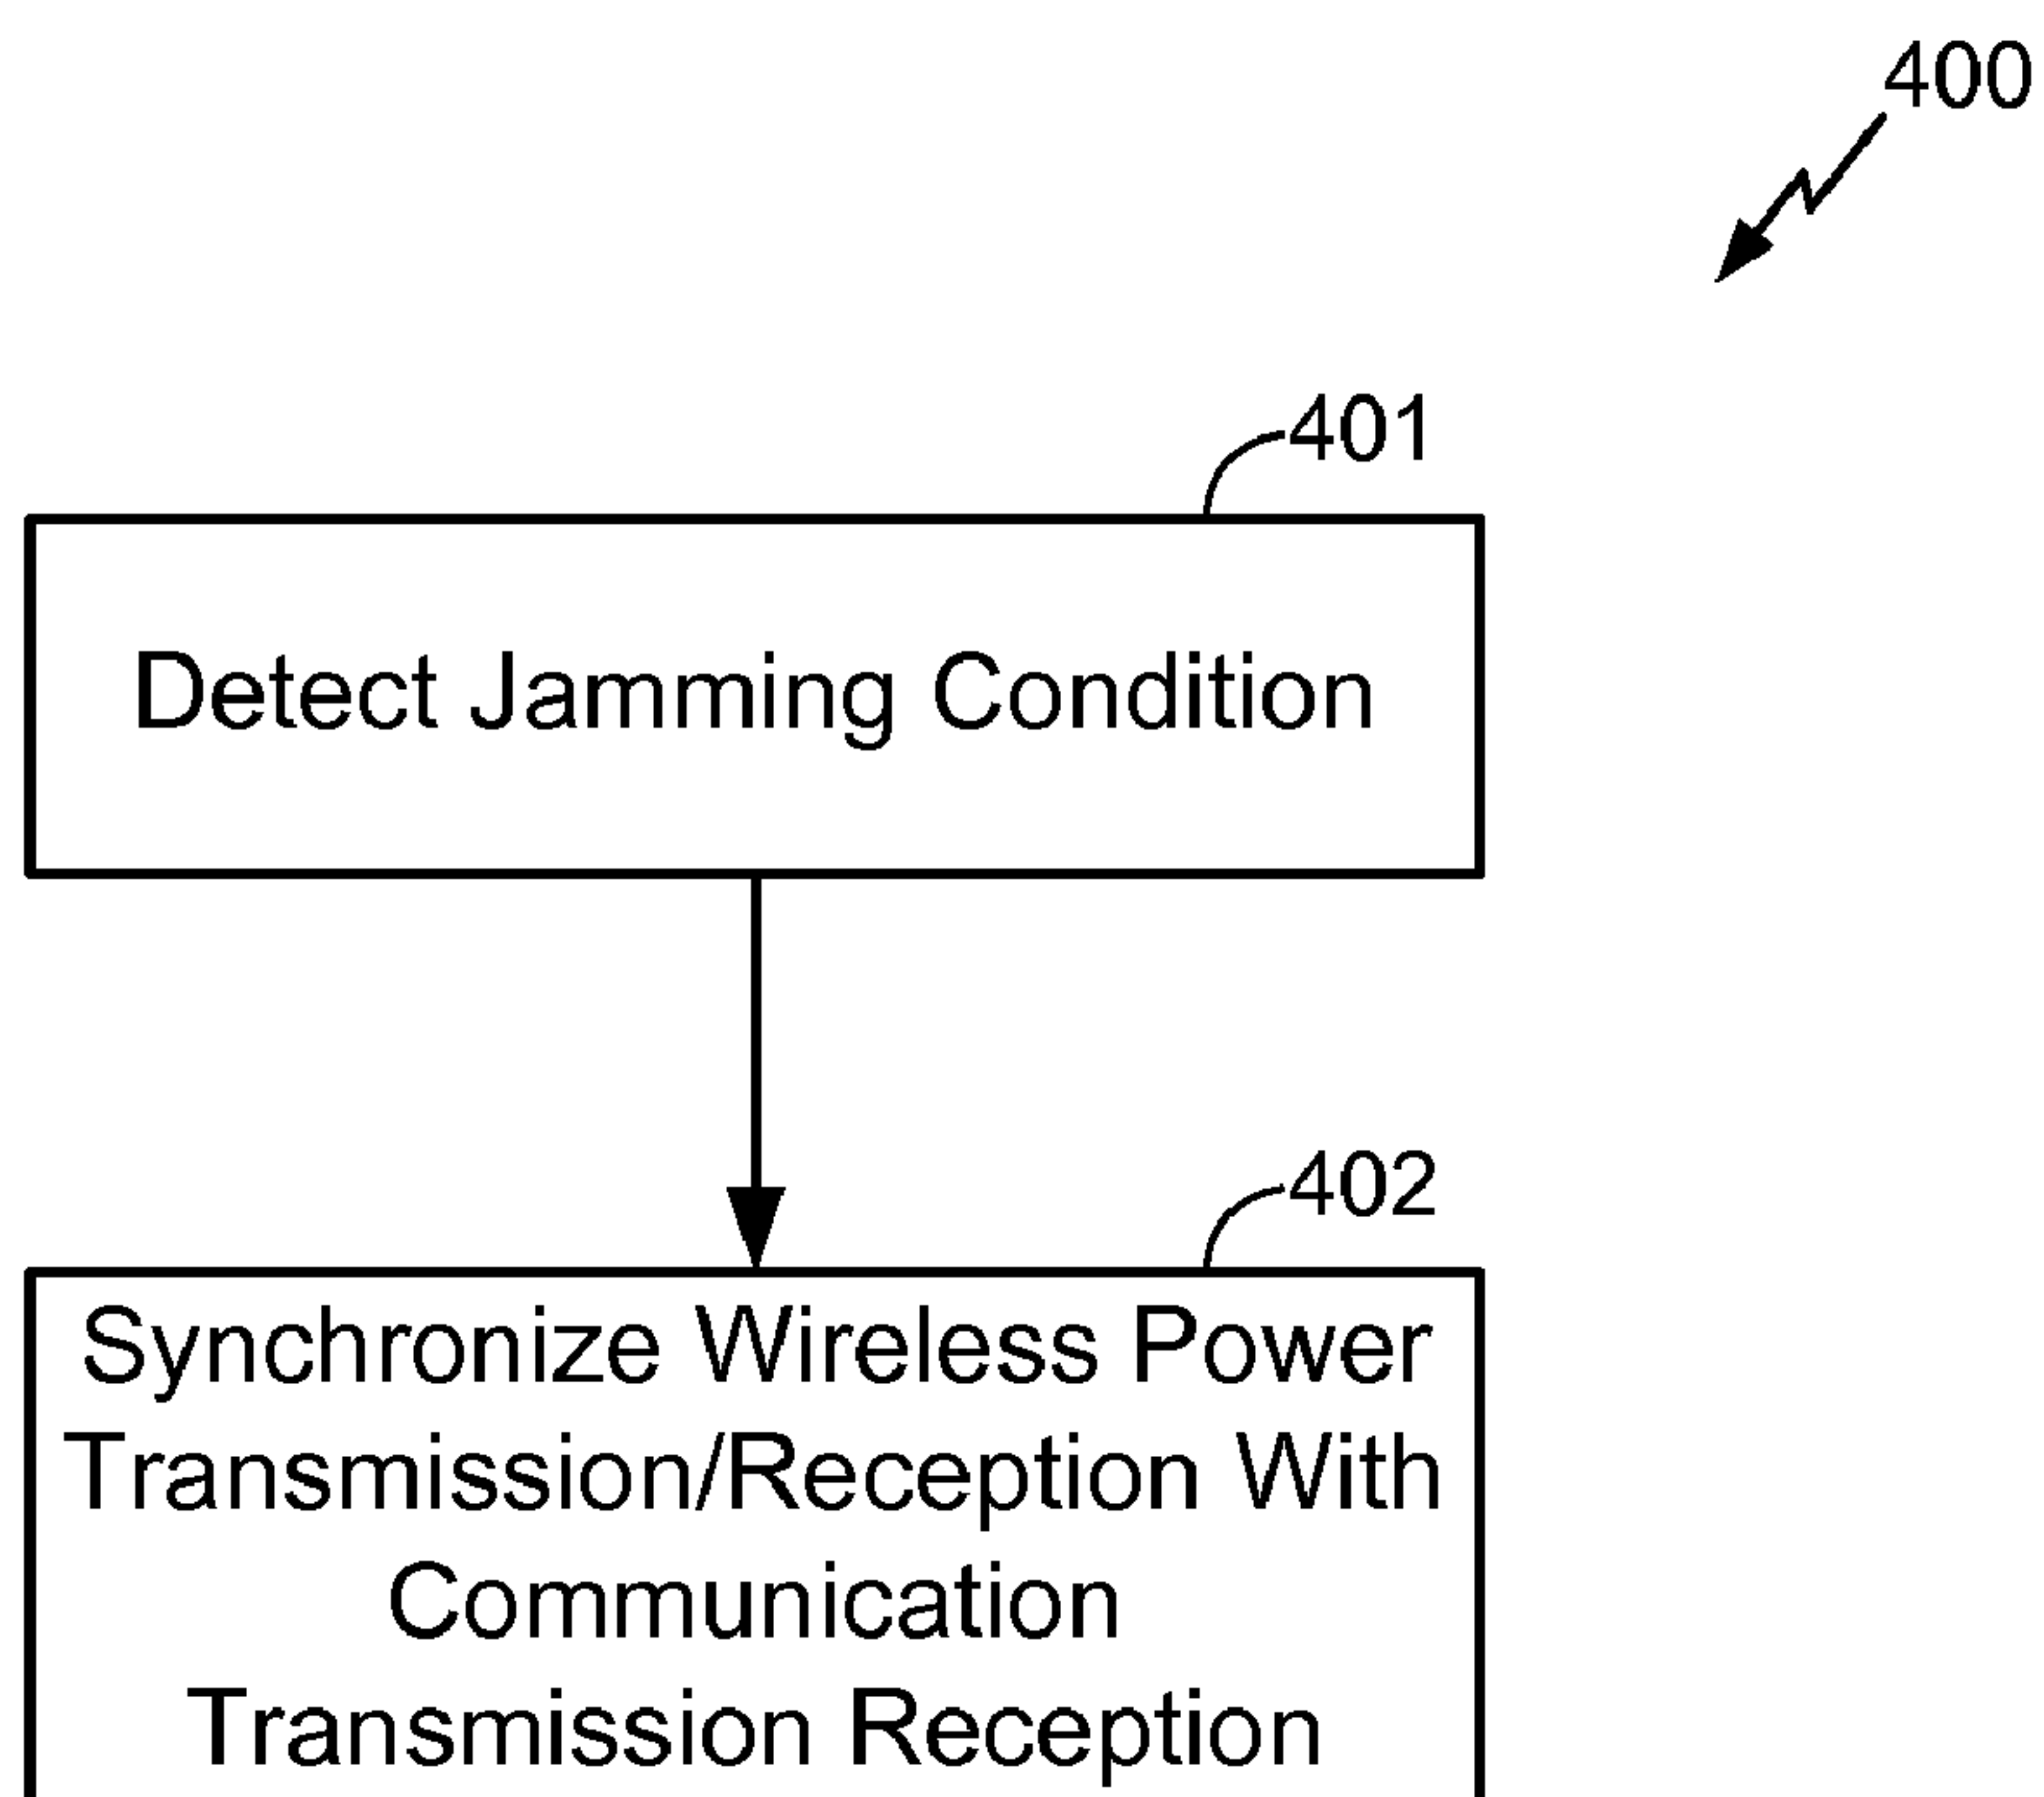 400
401
Detect Jamming Condition
402
Synchronize Wireless Power
Transmission/Reception With
Communication
Transmission Reception